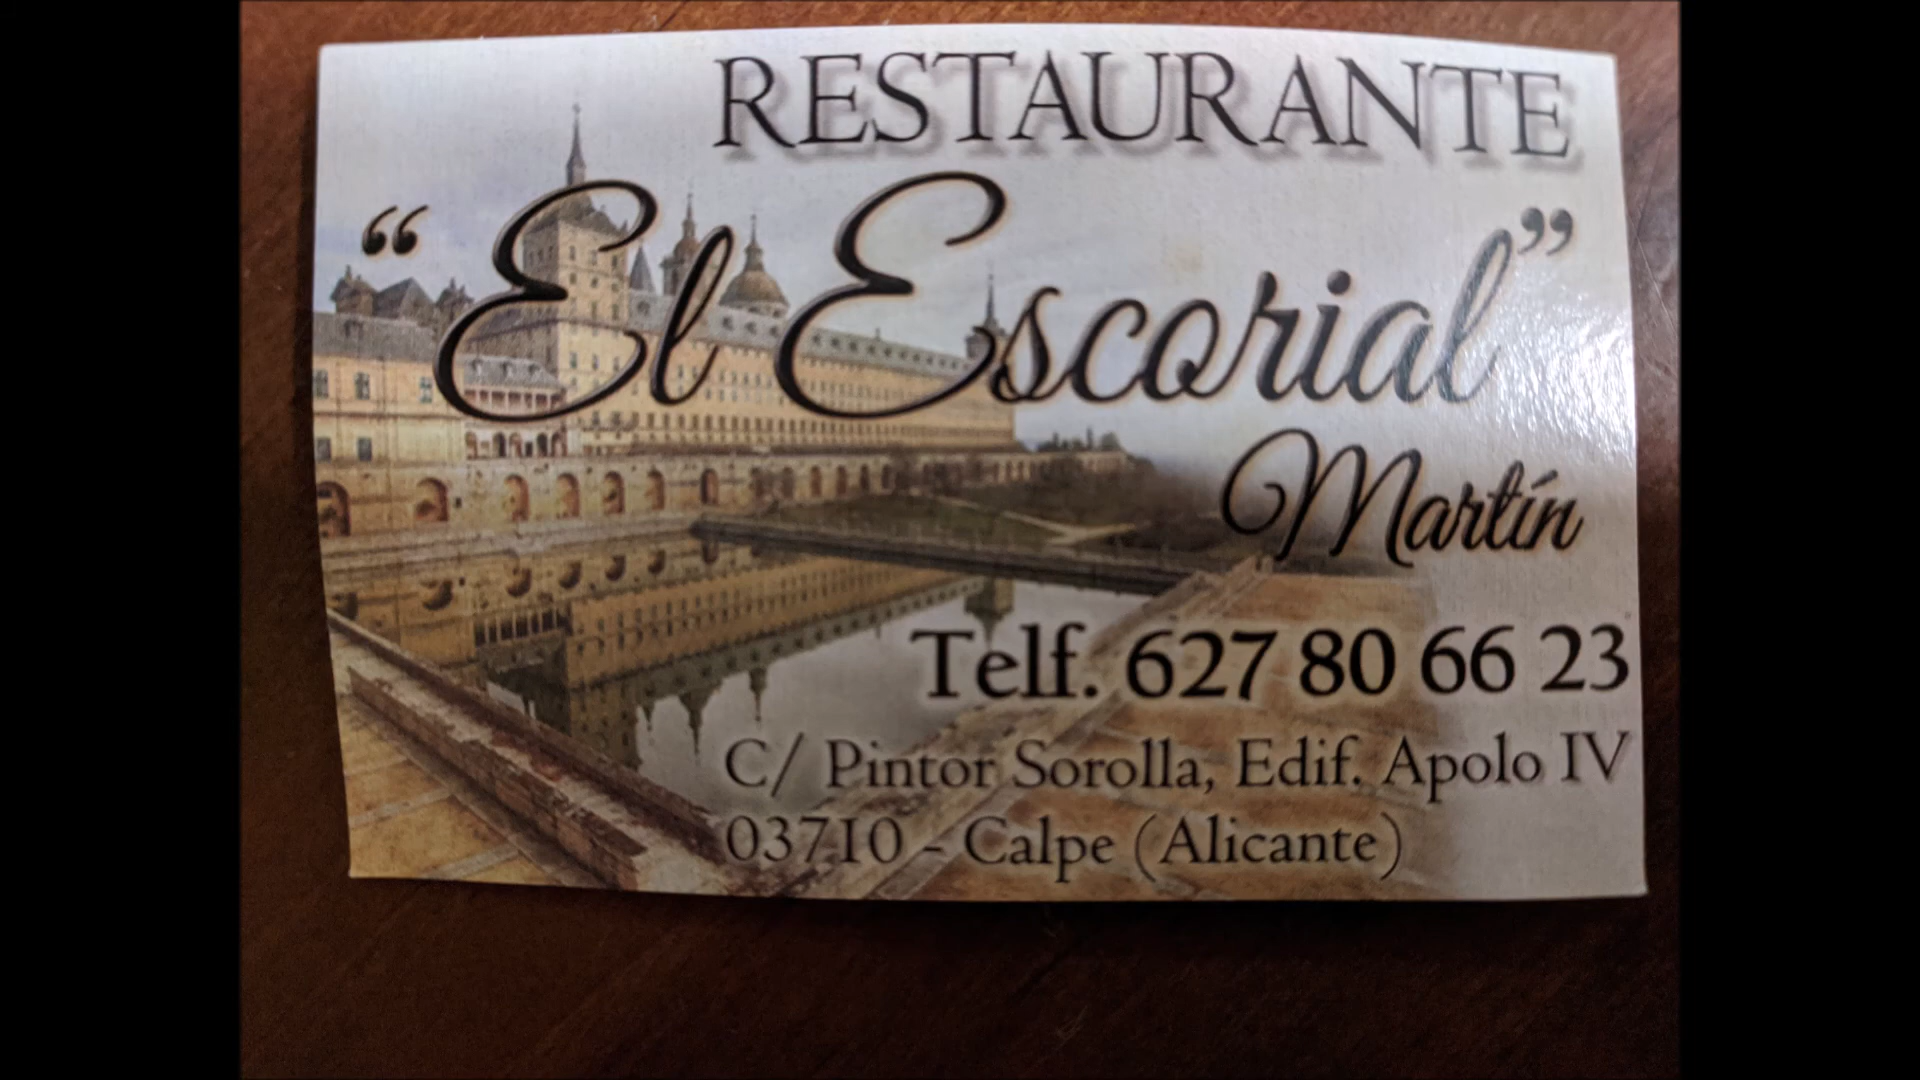 RESTAURANTE
“El Escorial”
Martín
Telf. 627 80 66 23
C/ Pintor Sorolla, Edif. Apolo IV
03710 - Calpe (Alicante)